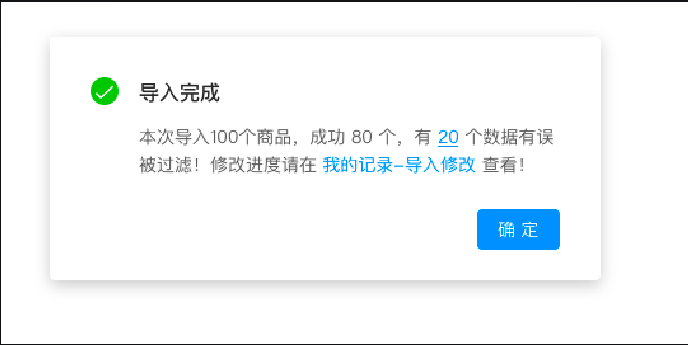 导入完成
本次导入100个商品，成功 80 个，有 20 个数据有误
被过滤！修改进度请在 我的记录-导入修改 查看！
确 定